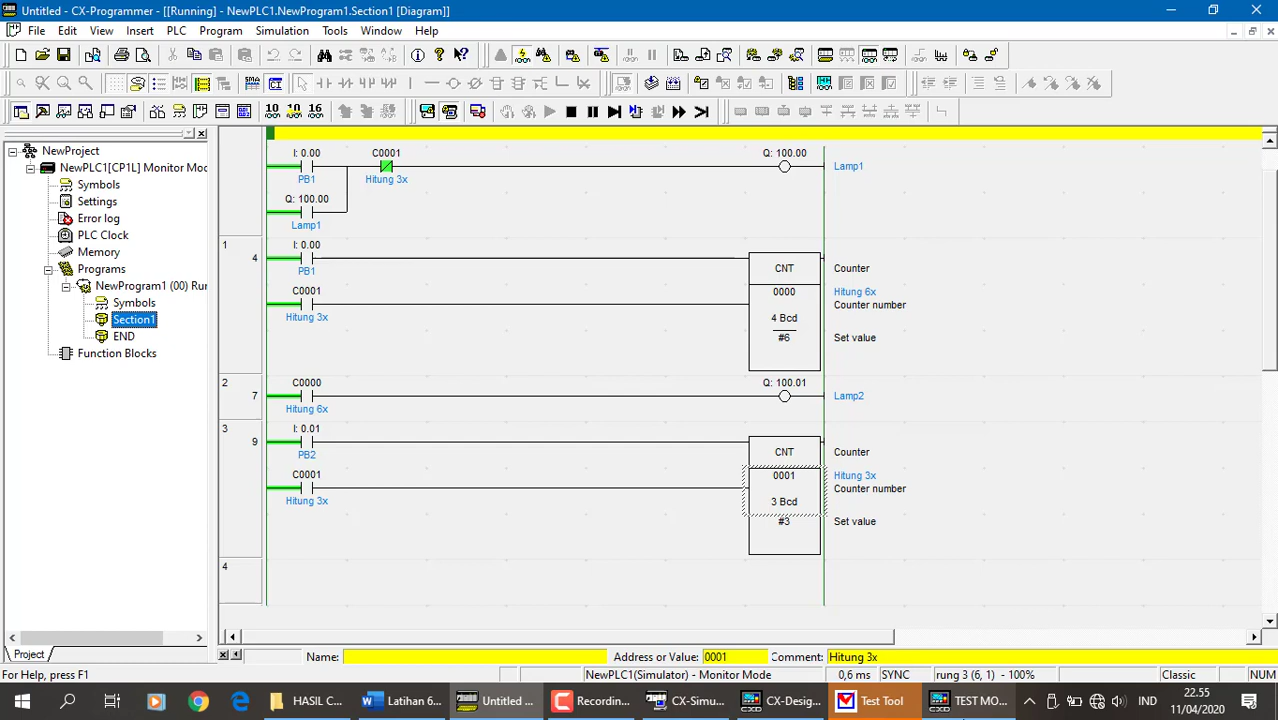 Untitled - CX-Programmer - [[Running] - NewPLC1.NewProgram1.Section1 [Diagram]]
File Edit View Insert PLC Program Simulation Tools Window Help
10 10 16
NewProject
NewPLC1[CP1L] Monitor Mod
Symbols
Settings
Error log
PLC Clock
Memory
Programs
NewProgram1 (00) Run
Symbols
Section1
END
Function Blocks
Project
I: 0.00 C0001 Q: 100.00
Lamp1
PB1 Hitung 3x
Q: 100.00
Lamp1
1 I: 0.00
4 CNT Counter
PB1
C0001 0000 Hitung 6x
Counter number
Hitung 3x 4 Bcd
#6 Set value
2 C0000 Q: 100.01
7 Lamp2
Hitung 6x
3 I: 0.01
9 CNT Counter
PB2
C0001 0001 Hitung 3x
Counter number
Hitung 3x 3 Bcd
#3 Set value
4
Name: Address or Value: 0001 Comment: Hitung 3x
For Help, press F1 NewPLC1(Simulator) - Monitor Mode 0,6 ms SYNC rung 3 (6, 1) - 100% Classic
HASIL C... Latihan 6... Untitled ... Recordin... CX-Simu... CX-Desig... Test Tool TEST MO... IND 22.55
11/04/2020